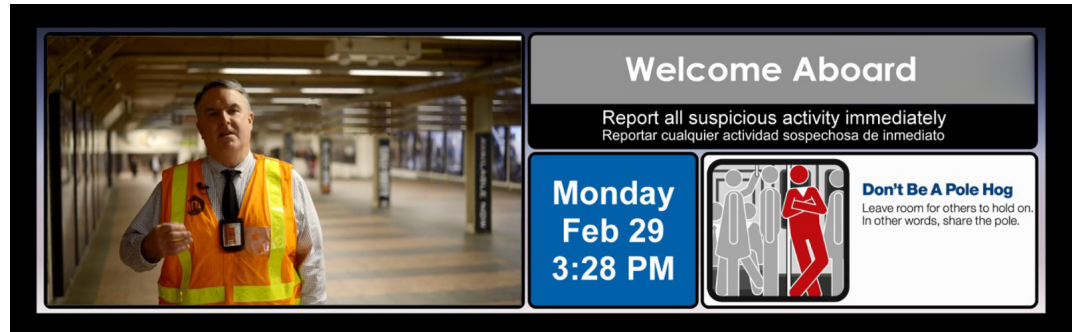 Welcome Aboard
Report all suspicious activity immediately
Reportar cualquier actividad sospechosa de inmediato
Monday
Feb 29
3:28 PM
Don't Be A Pole Hog
Leave room for others to hold on.
In other words, share the pole.